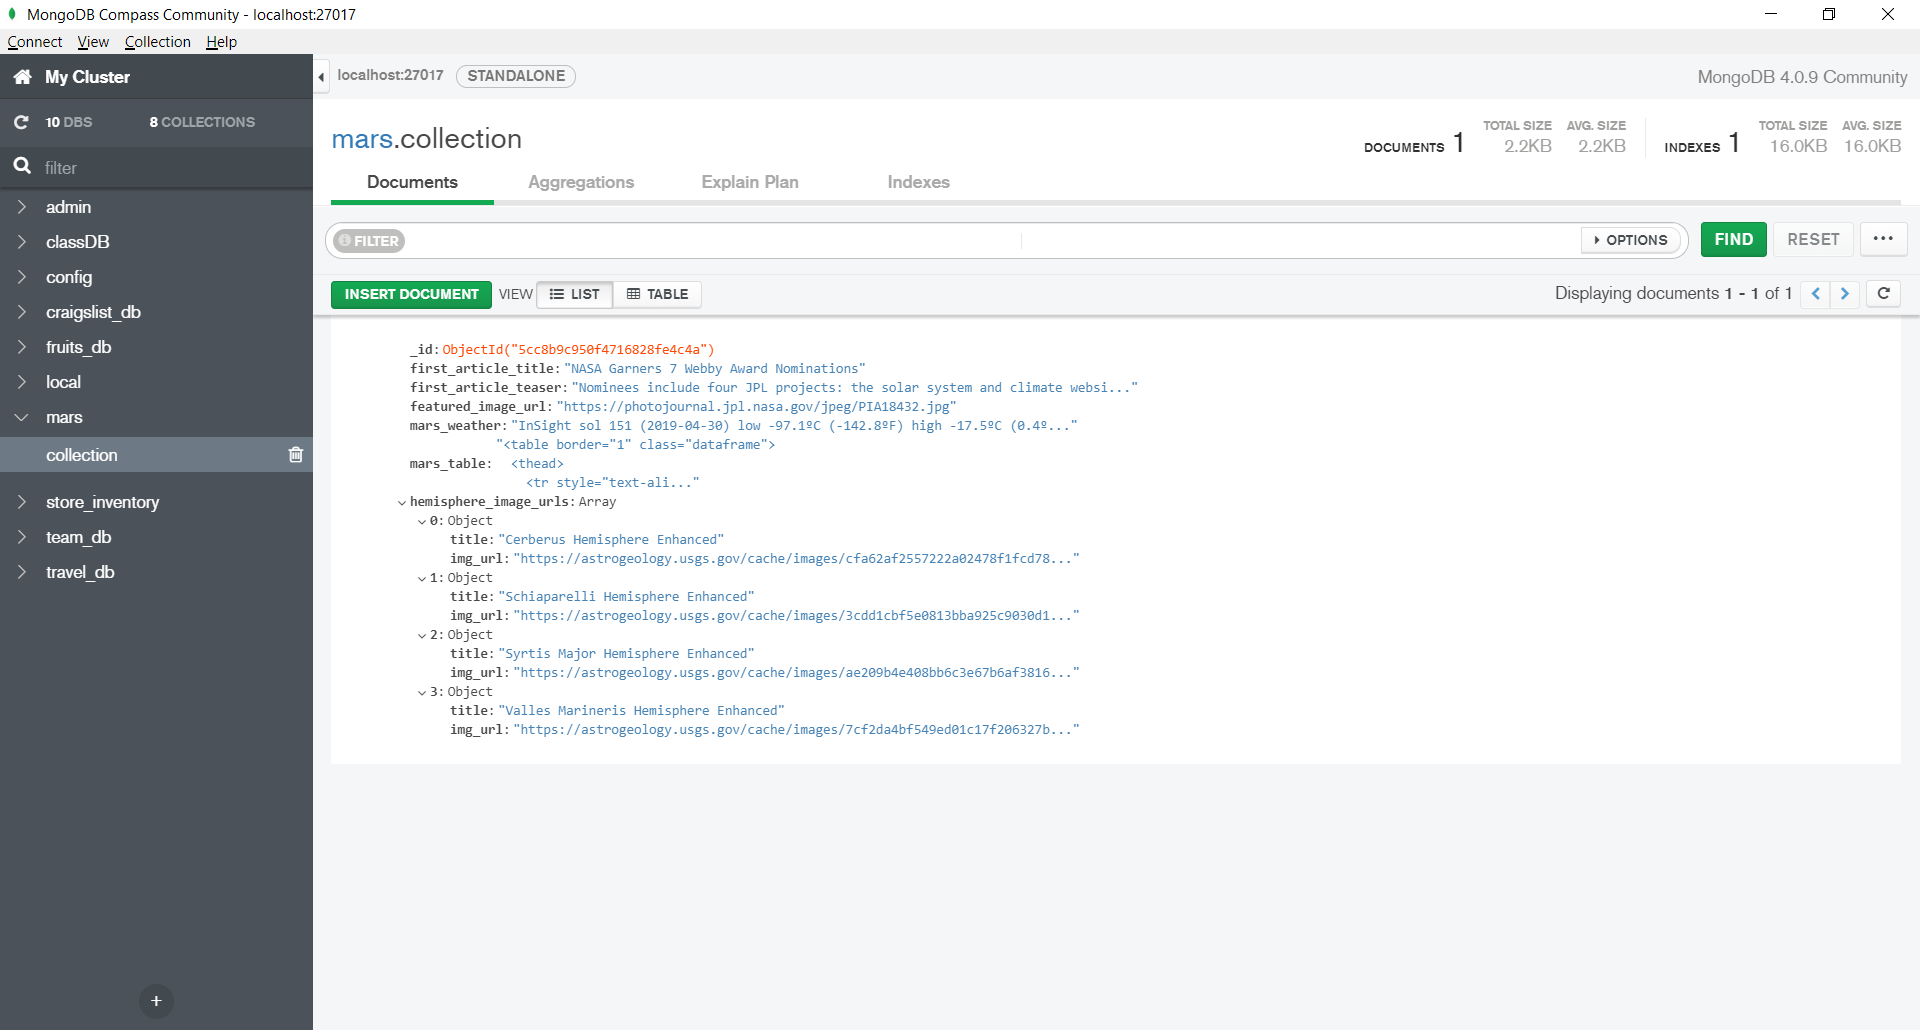 MongoDB Compass Community - localhost:27017
Connect View Collection Help
My Cluster
10 DBS 8 COLLECTIONS
filter
admin
classDB
config
craigslist_db
fruits_db
local
mars
collection
store_inventory
team_db
travel_db
+
localhost:27017 STANDALONE
MongoDB 4.0.9 Community
mars.collection
DOCUMENTS 1 TOTAL SIZE 2.2KB AVG. SIZE 2.2KB INDEXES 1 TOTAL SIZE 16.0KB AVG. SIZE 16.0KB
Documents Aggregations Explain Plan Indexes
FILTER OPTIONS FIND RESET ...
INSERT DOCUMENT VIEW LIST TABLE Displaying documents 1 - 1 of 1
_id: ObjectId("5cc8b9c950f4716828fe4c4a")
first_article_title: "NASA Garners 7 Webby Award Nominations"
first_article_teaser: "Nominees include four JPL projects: the solar system and climate websi..."
featured_image_url: "https://photojournal.jpl.nasa.gov/jpeg/PIA18432.jpg"
mars_weather: "InSight sol 151 (2019-04-30) low -97.1ºC (-142.8ºF) high -17.5ºC (0.4º..."
"<table border="1" class="dataframe">
mars_table: <thead>
<tr style="text-ali..."
hemisphere_image_urls: Array
0: Object
title: "Cerberus Hemisphere Enhanced"
img_url: "https://astrogeology.usgs.gov/cache/images/cfa62af2557222a02478f1fcd78..."
1: Object
title: "Schiaparelli Hemisphere Enhanced"
img_url: "https://astrogeology.usgs.gov/cache/images/3cdd1cbf5e0813bba925c9030d1..."
2: Object
title: "Syrtis Major Hemisphere Enhanced"
img_url: "https://astrogeology.usgs.gov/cache/images/ae209b4e408bb6c3e67b6af3816..."
3: Object
title: "Valles Marineris Hemisphere Enhanced"
img_url: "https://astrogeology.usgs.gov/cache/images/7cf2da4bf549ed01c17f206327b..."